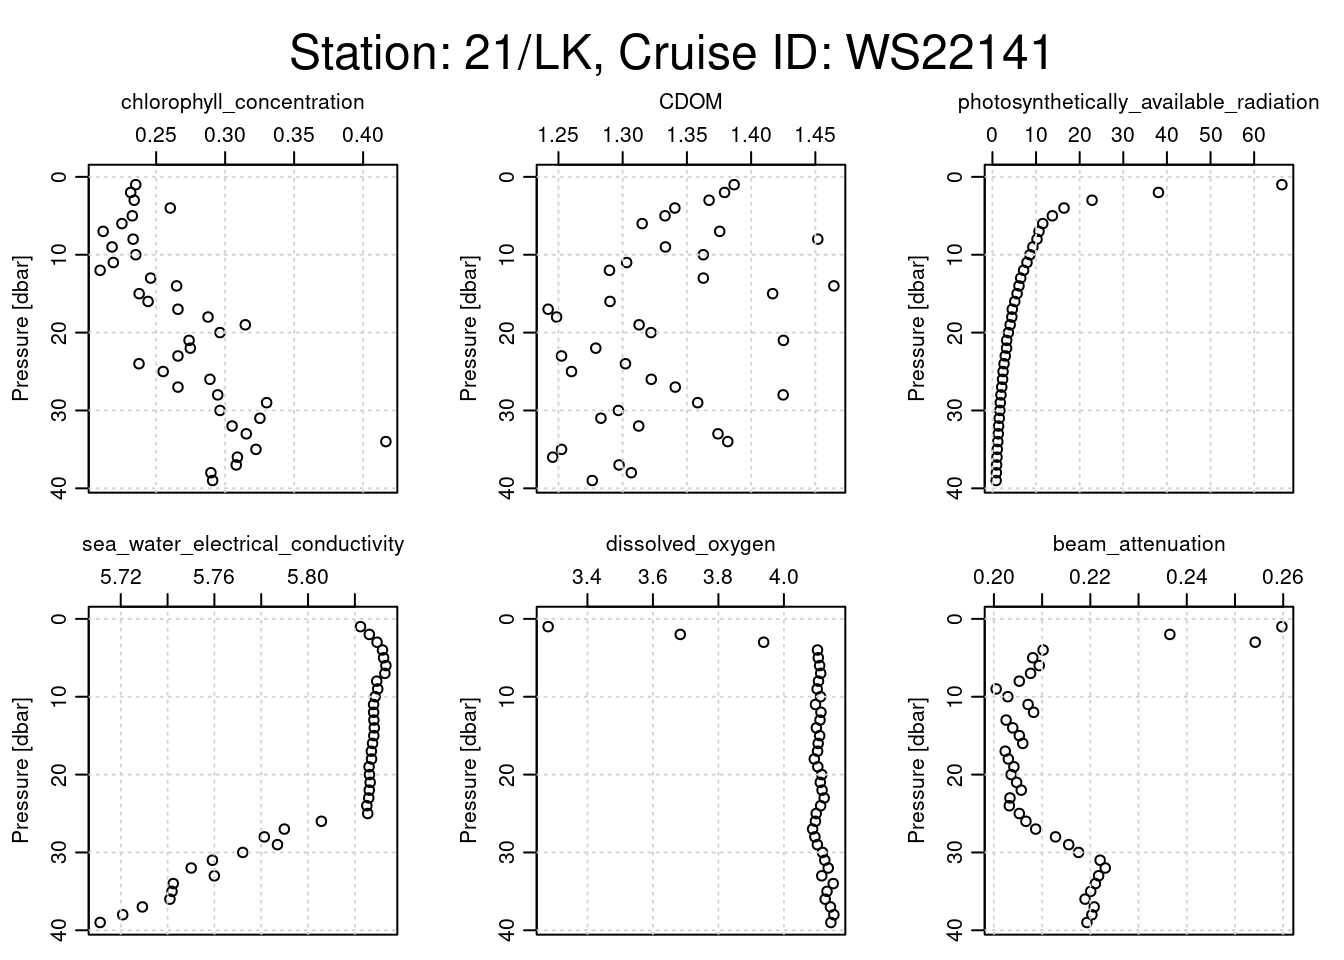 Station: 21/LK, Cruise ID: WS22141
chlorophyll_concentration
0.25 0.30 0.35 0.40
Pressure [dbar]
0
10
20
30
40
CDOM
1.25 1.30 1.35 1.40 1.45
Pressure [dbar]
0
10
20
30
40
photosynthetically_available_radiation
0 10 20 30 40 50 60
Pressure [dbar]
0
10
20
30
40
sea_water_electrical_conductivity
5.72 5.76 5.80
Pressure [dbar]
0
10
20
30
40
dissolved_oxygen
3.4 3.6 3.8 4.0
Pressure [dbar]
0
10
20
30
40
beam_attenuation
0.20 0.22 0.24 0.26
Pressure [dbar]
0
10
20
30
40